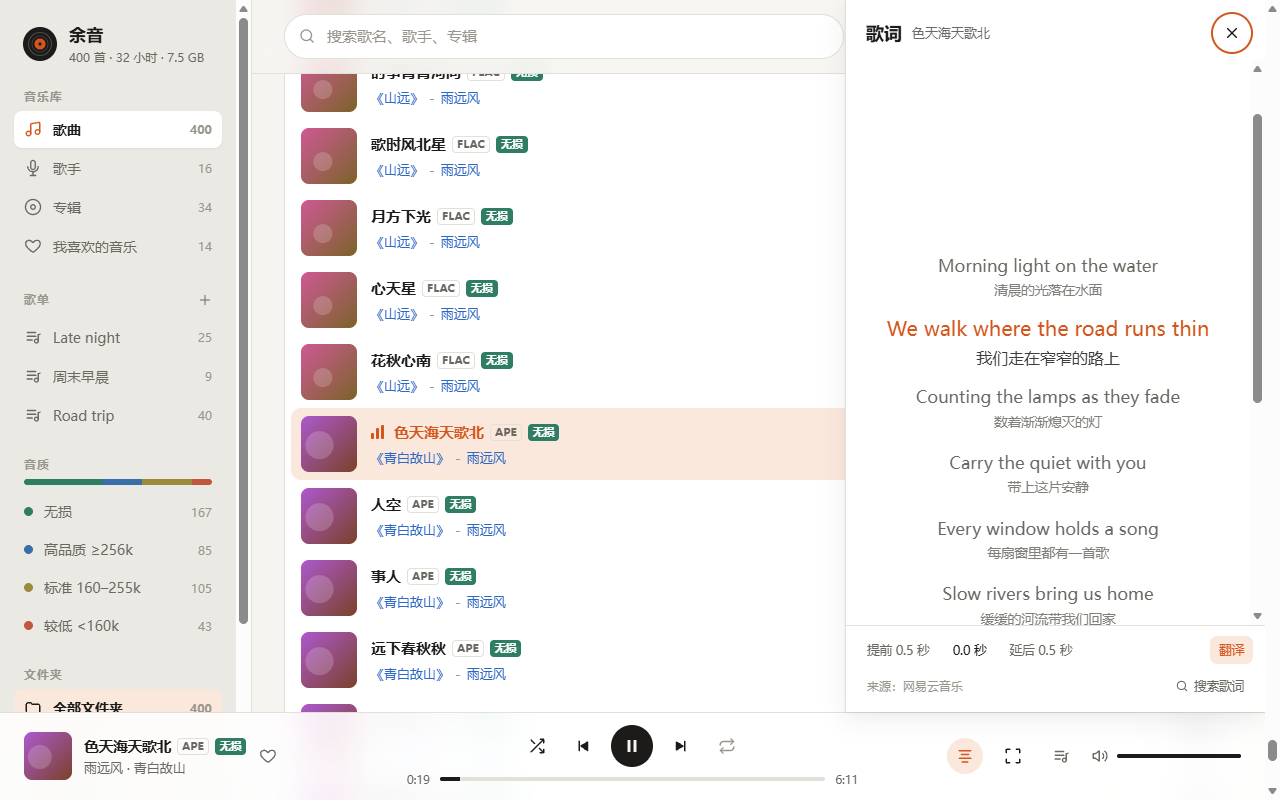 余音
400 首 · 32 小时 · 7.5 GB
音乐库
歌曲 400
歌手 16
专辑 34
我喜欢的音乐 14
歌单
Late night 25
周末早晨 9
Road trip 40
音质
无损 167
高品质 ≥256k 85
标准 160–255k 105
较低 <160k 43
文件夹
全部文件夹 400
搜索歌名、歌手、专辑
《山远》 - 雨远风
歌时风北星 FLAC 无损
《山远》 - 雨远风
月方下光 FLAC 无损
《山远》 - 雨远风
心天星 FLAC 无损
《山远》 - 雨远风
花秋心南 FLAC 无损
《山远》 - 雨远风
色天海天歌北 APE 无损
《青白故山》 - 雨远风
人空 APE 无损
《青白故山》 - 雨远风
事人 APE 无损
《青白故山》 - 雨远风
远下春秋秋 APE 无损
《青白故山》 - 雨远风
歌词 色天海天歌北
Morning light on the water
清晨的光落在水面
We walk where the road runs thin
我们走在窄窄的路上
Counting the lamps as they fade
数着渐渐熄灭的灯
Carry the quiet with you
带上这片安静
Every window holds a song
每扇窗里都有一首歌
Slow rivers bring us home
缓缓的河流带我们回家
提前 0.5 秒 0.0 秒 延后 0.5 秒 翻译
来源：网易云音乐 搜索歌词
色天海天歌北 APE 无损
雨远风 · 青白故山
0:19 6:11